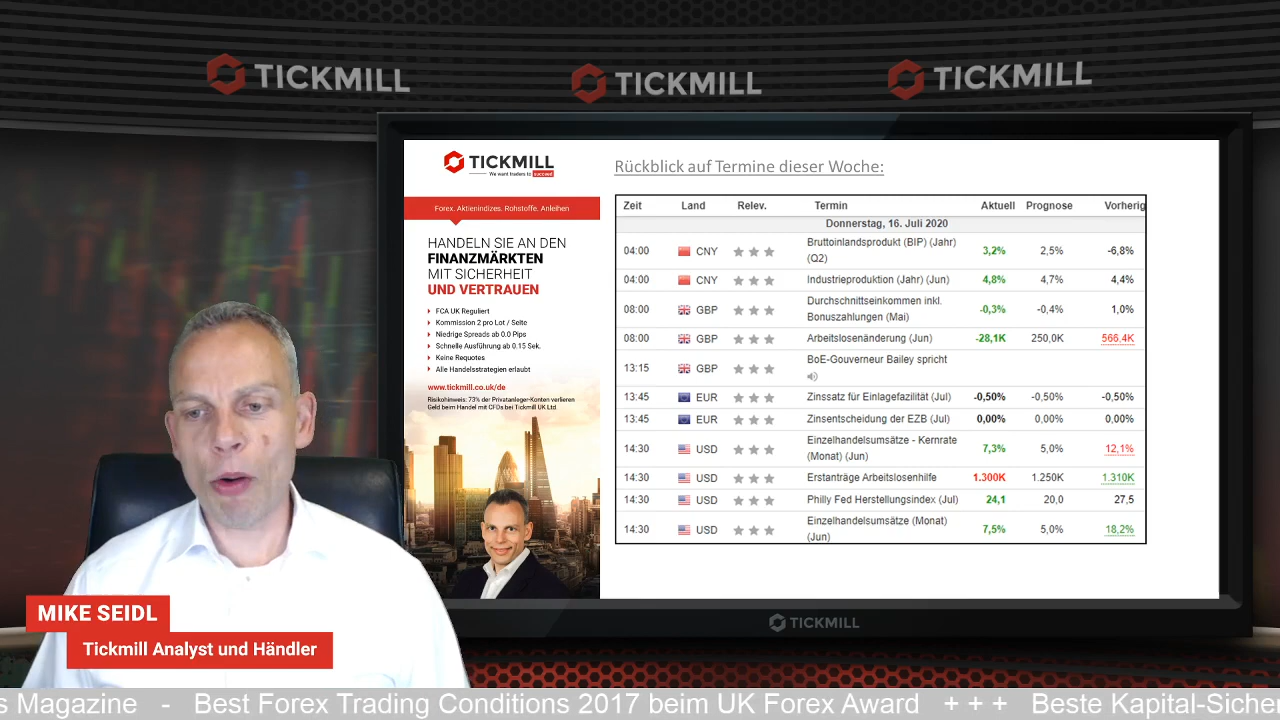 TICKMILL
TICKMILL
TICKMILL
TICKMILL
We want traders to succeed
Forex. Aktienindizes. Rohstoffe. Anleihen
HANDELN SIE AN DEN
FINANZMÄRKTEN
MIT SICHERHEIT
UND VERTRAUEN
FCA UK Reguliert
Kommission 2 pro Lot / Seite
Niedrige Spreads ab 0.0 Pips
Schnelle Ausführung ab 0.15 Sek.
Keine Requotes
Alle Handelsstrategien erlaubt
www.tickmill.co.uk/de
Risikohinweis: 73% der Privatanleger-Konten verlieren
Geld beim Handel mit CFDs bei Tickmill UK Ltd.
Rückblick auf Termine dieser Woche:
Zeit Land Relev. Termin Aktuell Prognose Vorherig
Donnerstag, 16. Juli 2020
04:00 CNY Bruttoinlandsprodukt (BIP) (Jahr) 3,2% 2,5% -6,8%
(Q2)
04:00 CNY Industrieproduktion (Jahr) (Jun) 4,8% 4,7% 4,4%
08:00 GBP Durchschnittseinkommen inkl. -0,3% -0,4% 1,0%
Bonuszahlungen (Mai)
08:00 GBP Arbeitslosenänderung (Jun) -28,1K 250,0K 566,4K
13:15 GBP BoE-Gouverneur Bailey spricht
13:45 EUR Zinssatz für Einlagefazilität (Jul) -0,50% -0,50% -0,50%
13:45 EUR Zinsentscheidung der EZB (Jul) 0,00% 0,00% 0,00%
14:30 USD Einzelhandelsumsätze - Kernrate 7,3% 5,0% 12,1%
(Monat) (Jun)
14:30 USD Erstanträge Arbeitslosenhilfe 1.300K 1.250K 1.310K
14:30 USD Philly Fed Herstellungsindex (Jul) 24,1 20,0 27,5
14:30 USD Einzelhandelsumsätze (Monat) 7,5% 5,0% 18,2%
(Jun)
TICKMILL
MIKE SEIDL
Tickmill Analyst und Händler
s Magazine - Best Forex Trading Conditions 2017 beim UK Forex Award +++ Beste Kapital-Sicher